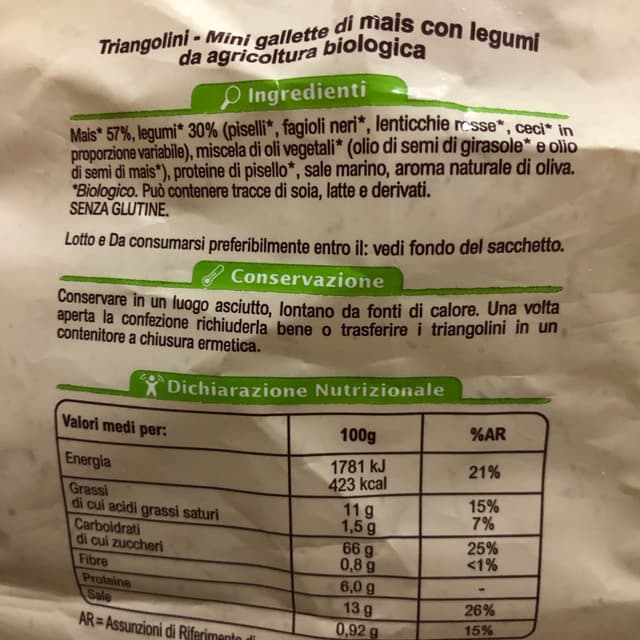 Triangolini - Mini gallette di mais con legumi
da agricoltura biologica
Ingredienti
Mais* 57%, legumi* 30% (piselli*, fagioli neri*, lenticchie rosse*, ceci* in
proporzione variabile), miscela di oli vegetali* (olio di semi di girasole* e olio
di semi di mais*), proteine di pisello*, sale marino, aroma naturale di oliva.
*Biologico. Può contenere tracce di soia, latte e derivati.
SENZA GLUTINE.
Lotto e Da consumarsi preferibilmente entro il: vedi fondo del sacchetto.
Conservazione
Conservare in un luogo asciutto, lontano da fonti di calore. Una volta
aperta la confezione richiuderla bene o trasferire i triangolini in un
contenitore a chiusura ermetica.
Dichiarazione Nutrizionale
Valori medi per: 100g %AR
Energia 1781 kJ 21%
423 kcal
Grassi 11 g 15%
di cui acidi grassi saturi 1,5 g 7%
Carboidrati 66 g 25%
di cui zuccheri 0,8 g <1%
Fibre 6,0 g -
Proteine 13 g 26%
Sale 0,92 g 15%
AR = Assunzioni di Riferimento di